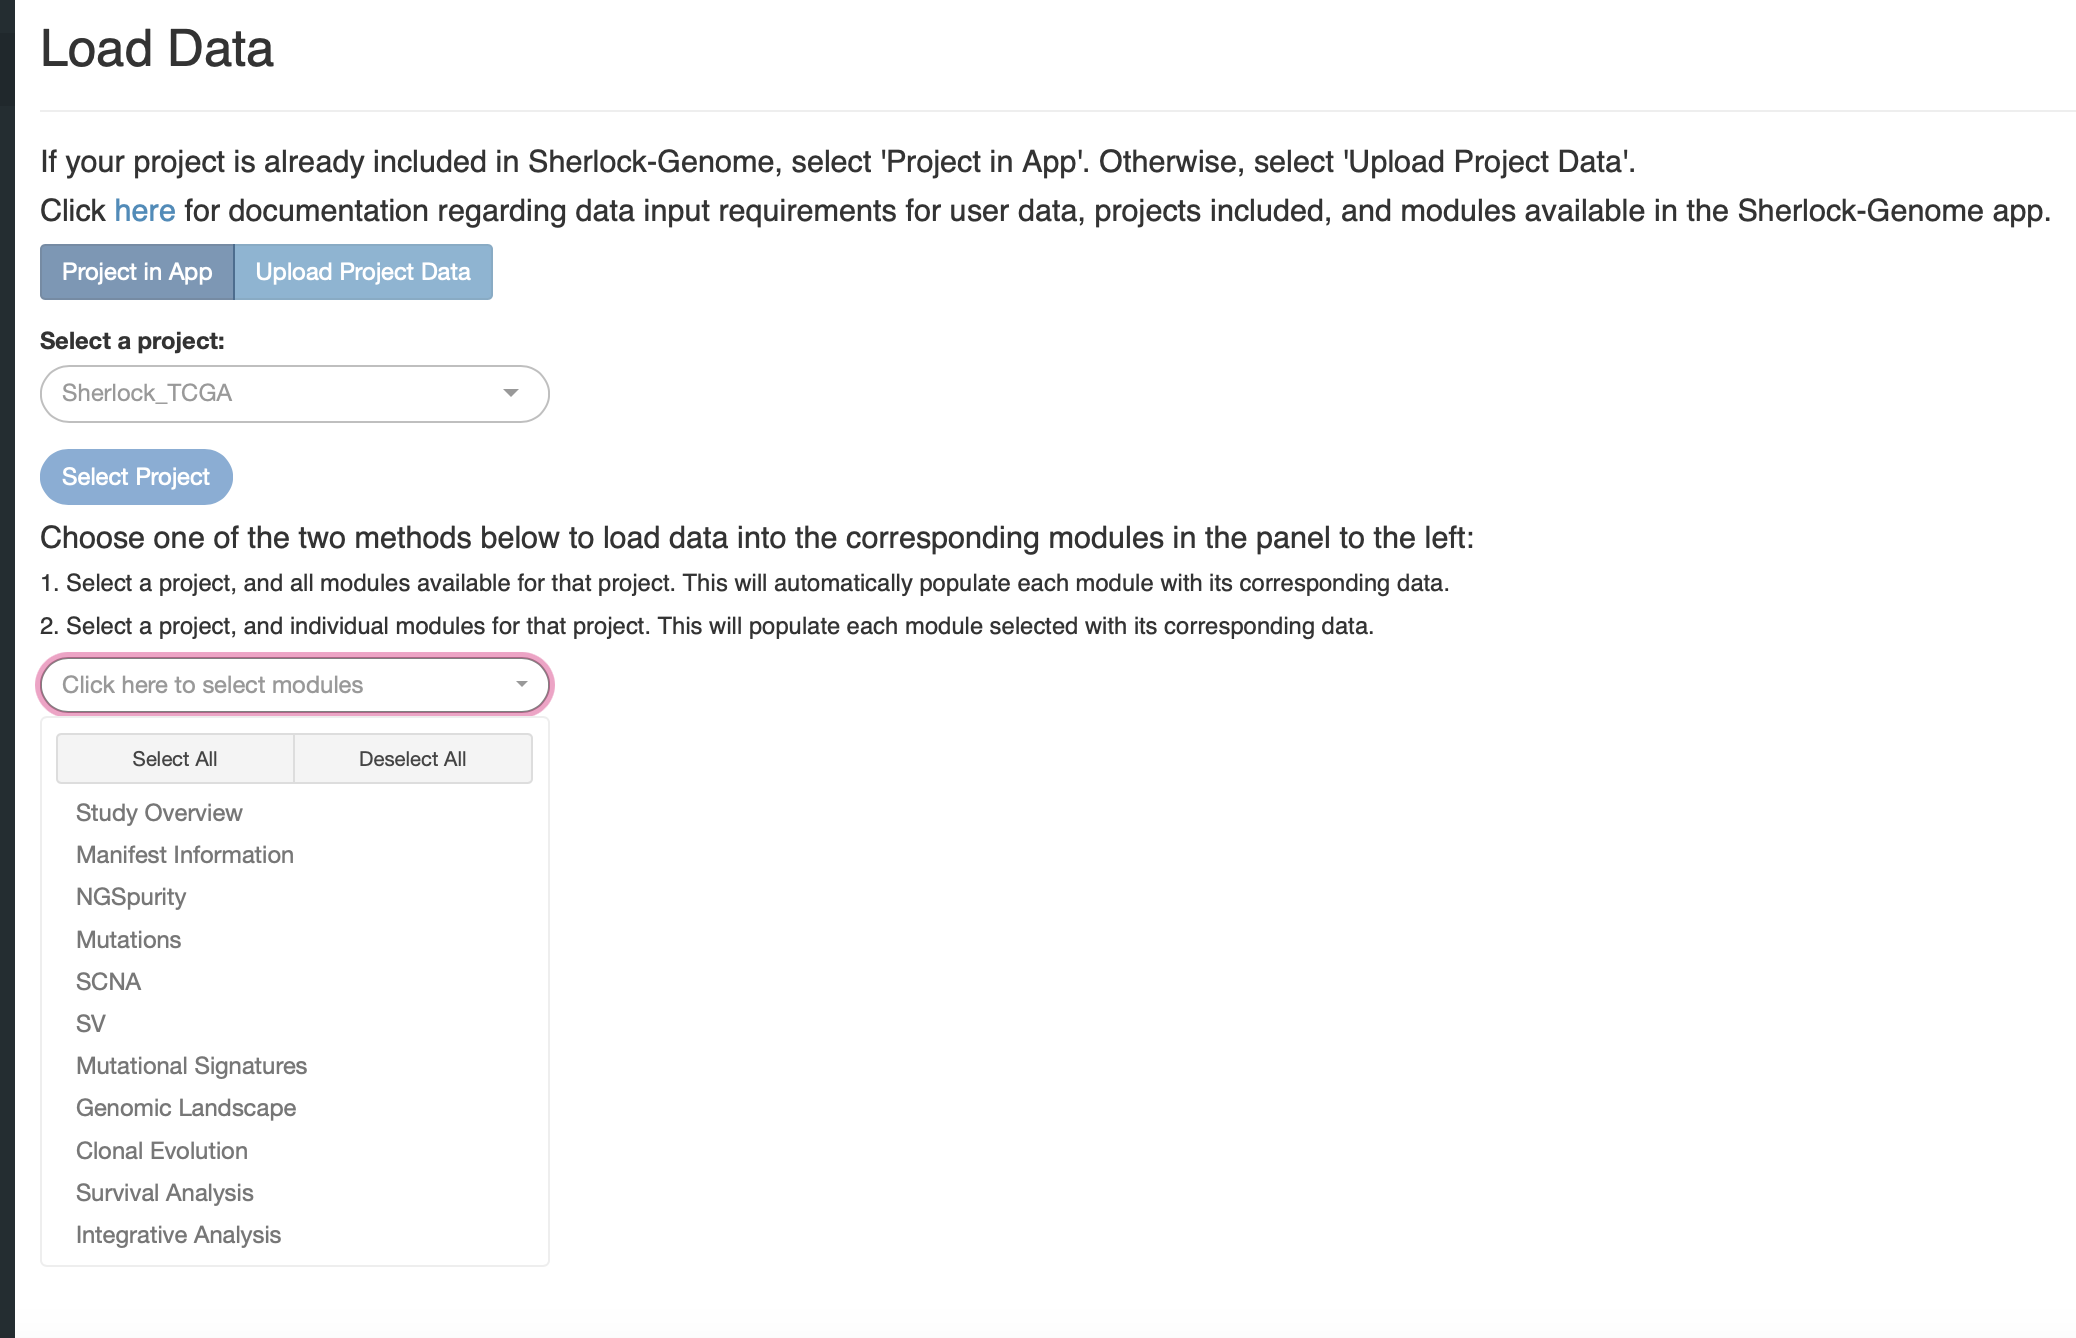 Load Data
If your project is already included in Sherlock-Genome, select 'Project in App'. Otherwise, select 'Upload Project Data'.
Click here for documentation regarding data input requirements for user data, projects included, and modules available in the Sherlock-Genome app.
Project in App Upload Project Data
Select a project:
Sherlock_TCGA
Select Project
Choose one of the two methods below to load data into the corresponding modules in the panel to the left:
1. Select a project, and all modules available for that project. This will automatically populate each module with its corresponding data.
2. Select a project, and individual modules for that project. This will populate each module selected with its corresponding data.
Click here to select modules
Select All Deselect All
Study Overview
Manifest Information
NGSpurity
Mutations
SCNA
SV
Mutational Signatures
Genomic Landscape
Clonal Evolution
Survival Analysis
Integrative Analysis